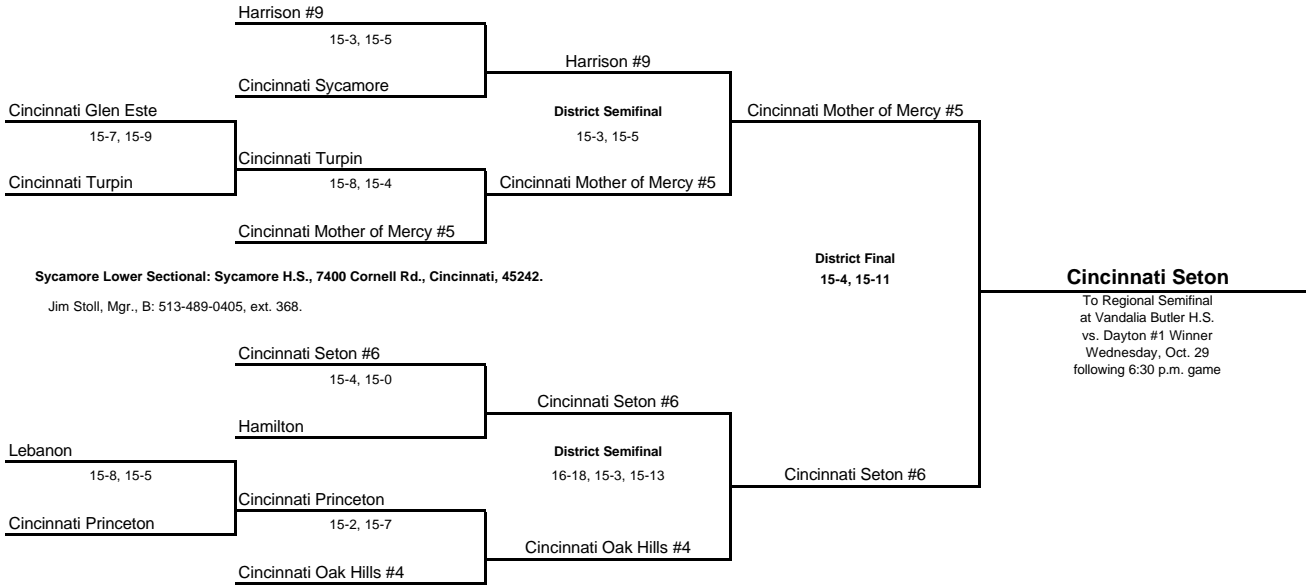 Harrison #9
15-3, 15-5
Harrison #9
Cincinnati Sycamore
Cincinnati Glen Este
District Semifinal
Cincinnati Mother of Mercy #5
15-7, 15-9
15-3, 15-5
Cincinnati Turpin
Cincinnati Turpin
15-8, 15-4
Cincinnati Mother of Mercy #5
Cincinnati Mother of Mercy #5
District Final
15-4, 15-11
Sycamore Lower Sectional: Sycamore H.S., 7400 Cornell Rd., Cincinnati, 45242.
Jim Stoll, Mgr., B: 513-489-0405, ext. 368.
Cincinnati Seton
To Regional Semifinal
at Vandalia Butler H.S.
vs. Dayton #1 Winner
Wednesday, Oct. 29
following 6:30 p.m. game
Cincinnati Seton #6
15-4, 15-0
Cincinnati Seton #6
Hamilton
Lebanon
District Semifinal
15-8, 15-5
16-18, 15-3, 15-13
Cincinnati Seton #6
Cincinnati Princeton
Cincinnati Princeton
15-2, 15-7
Cincinnati Oak Hills #4
Cincinnati Oak Hills #4